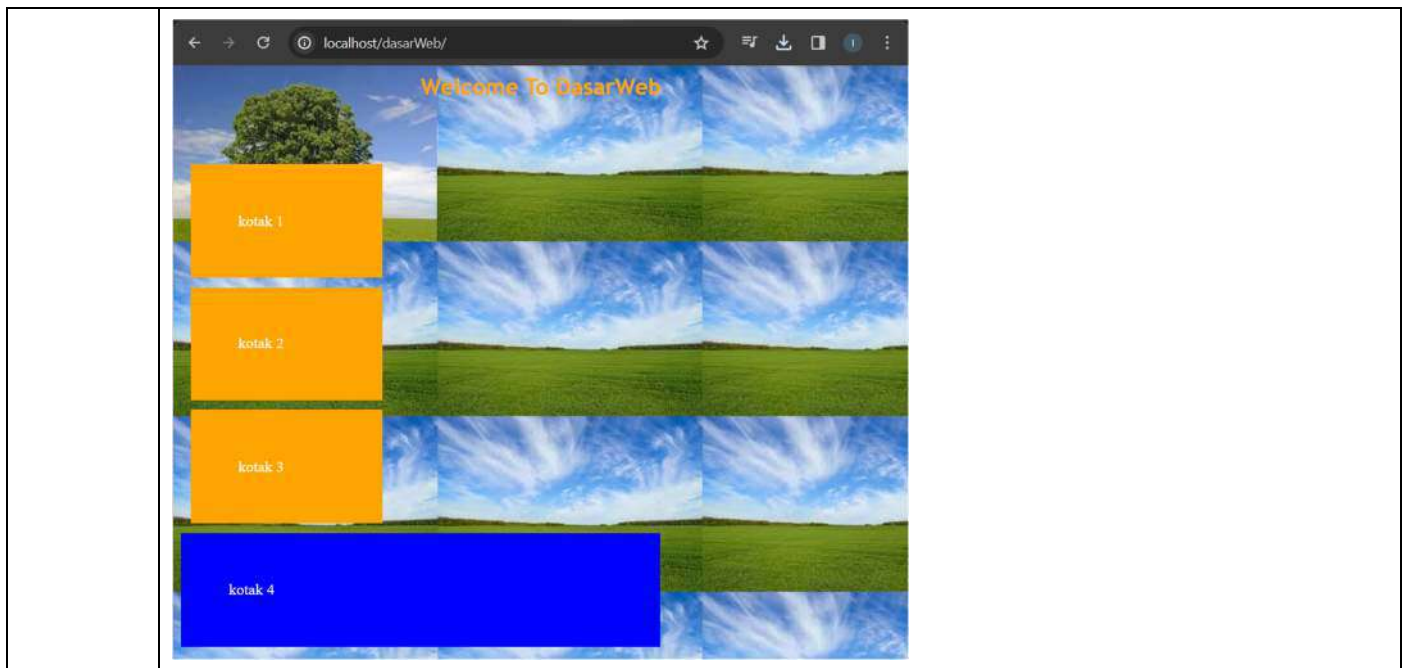 localhost/dasarWeb/
Welcome To DasarWeb
kotak 1
kotak 2
kotak 3
kotak 4